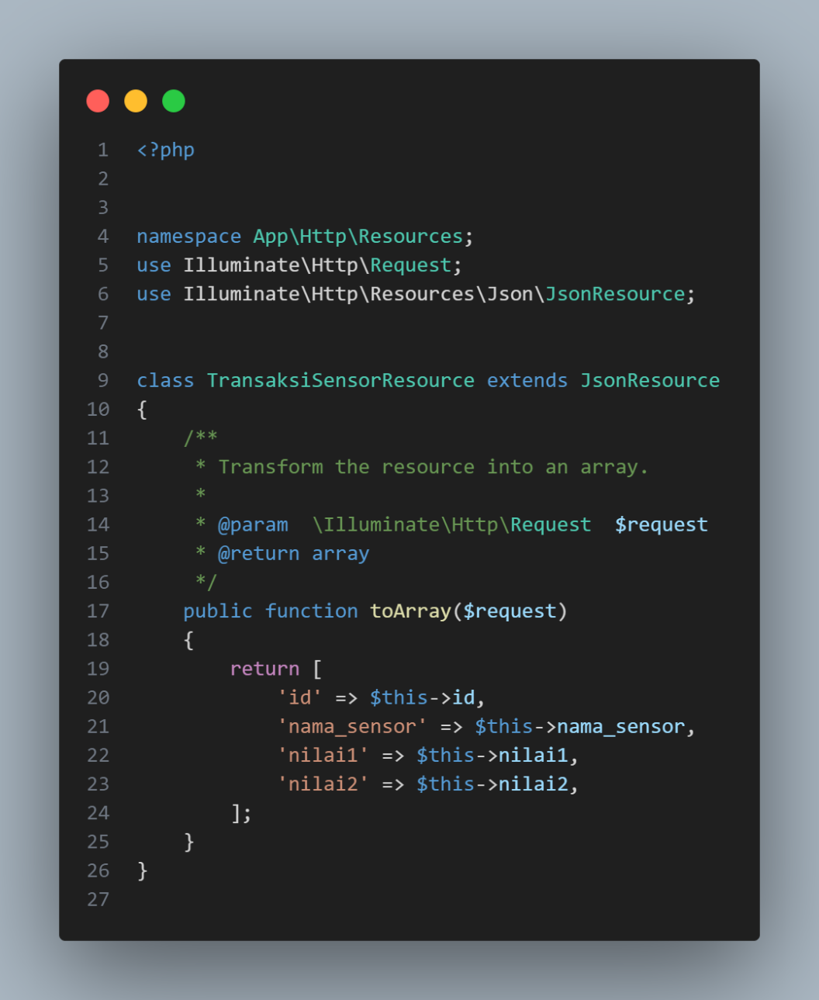 1 <?php
2
3
4 namespace App\Http\Resources;
5 use Illuminate\Http\Request;
6 use Illuminate\Http\Resources\Json\JsonResource;
7
8
9 class TransaksiSensorResource extends JsonResource
10 {
11     /**
12      * Transform the resource into an array.
13      *
14      * @param  \Illuminate\Http\Request  $request
15      * @return array
16      */
17     public function toArray($request)
18     {
19         return [
20             'id' => $this->id,
21             'nama_sensor' => $this->nama_sensor,
22             'nilai1' => $this->nilai1,
23             'nilai2' => $this->nilai2,
24         ];
25     }
26 }
27